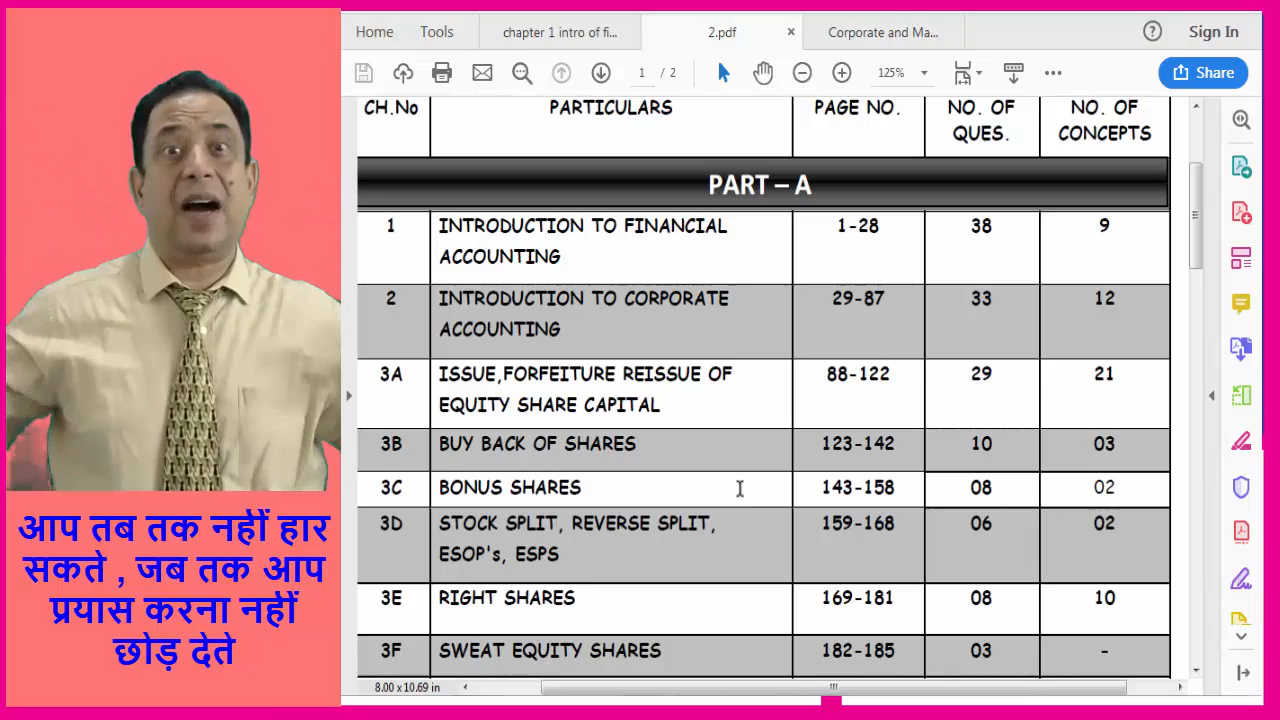 Home
Tools
chapter 1 intro of fi...
2.pdf
Corporate and Ma...
Sign In
1 / 2
125%
Share
CH.No PARTICULARS PAGE NO. NO. OF QUES. NO. OF CONCEPTS
PART – A
1 INTRODUCTION TO FINANCIAL 1-28 38 9
ACCOUNTING
2 INTRODUCTION TO CORPORATE 29-87 33 12
ACCOUNTING
3A ISSUE,FORFEITURE REISSUE OF 88-122 29 21
EQUITY SHARE CAPITAL
3B BUY BACK OF SHARES 123-142 10 03
3C BONUS SHARES 143-158 08 02
3D STOCK SPLIT, REVERSE SPLIT, 159-168 06 02
ESOP's, ESPS
3E RIGHT SHARES 169-181 08 10
3F SWEAT EQUITY SHARES 182-185 03 -
8.00 x 10.69 in
आप तब तक नहीं हार
सकते , जब तक आप
प्रयास करना नहीं
छोड़ देते